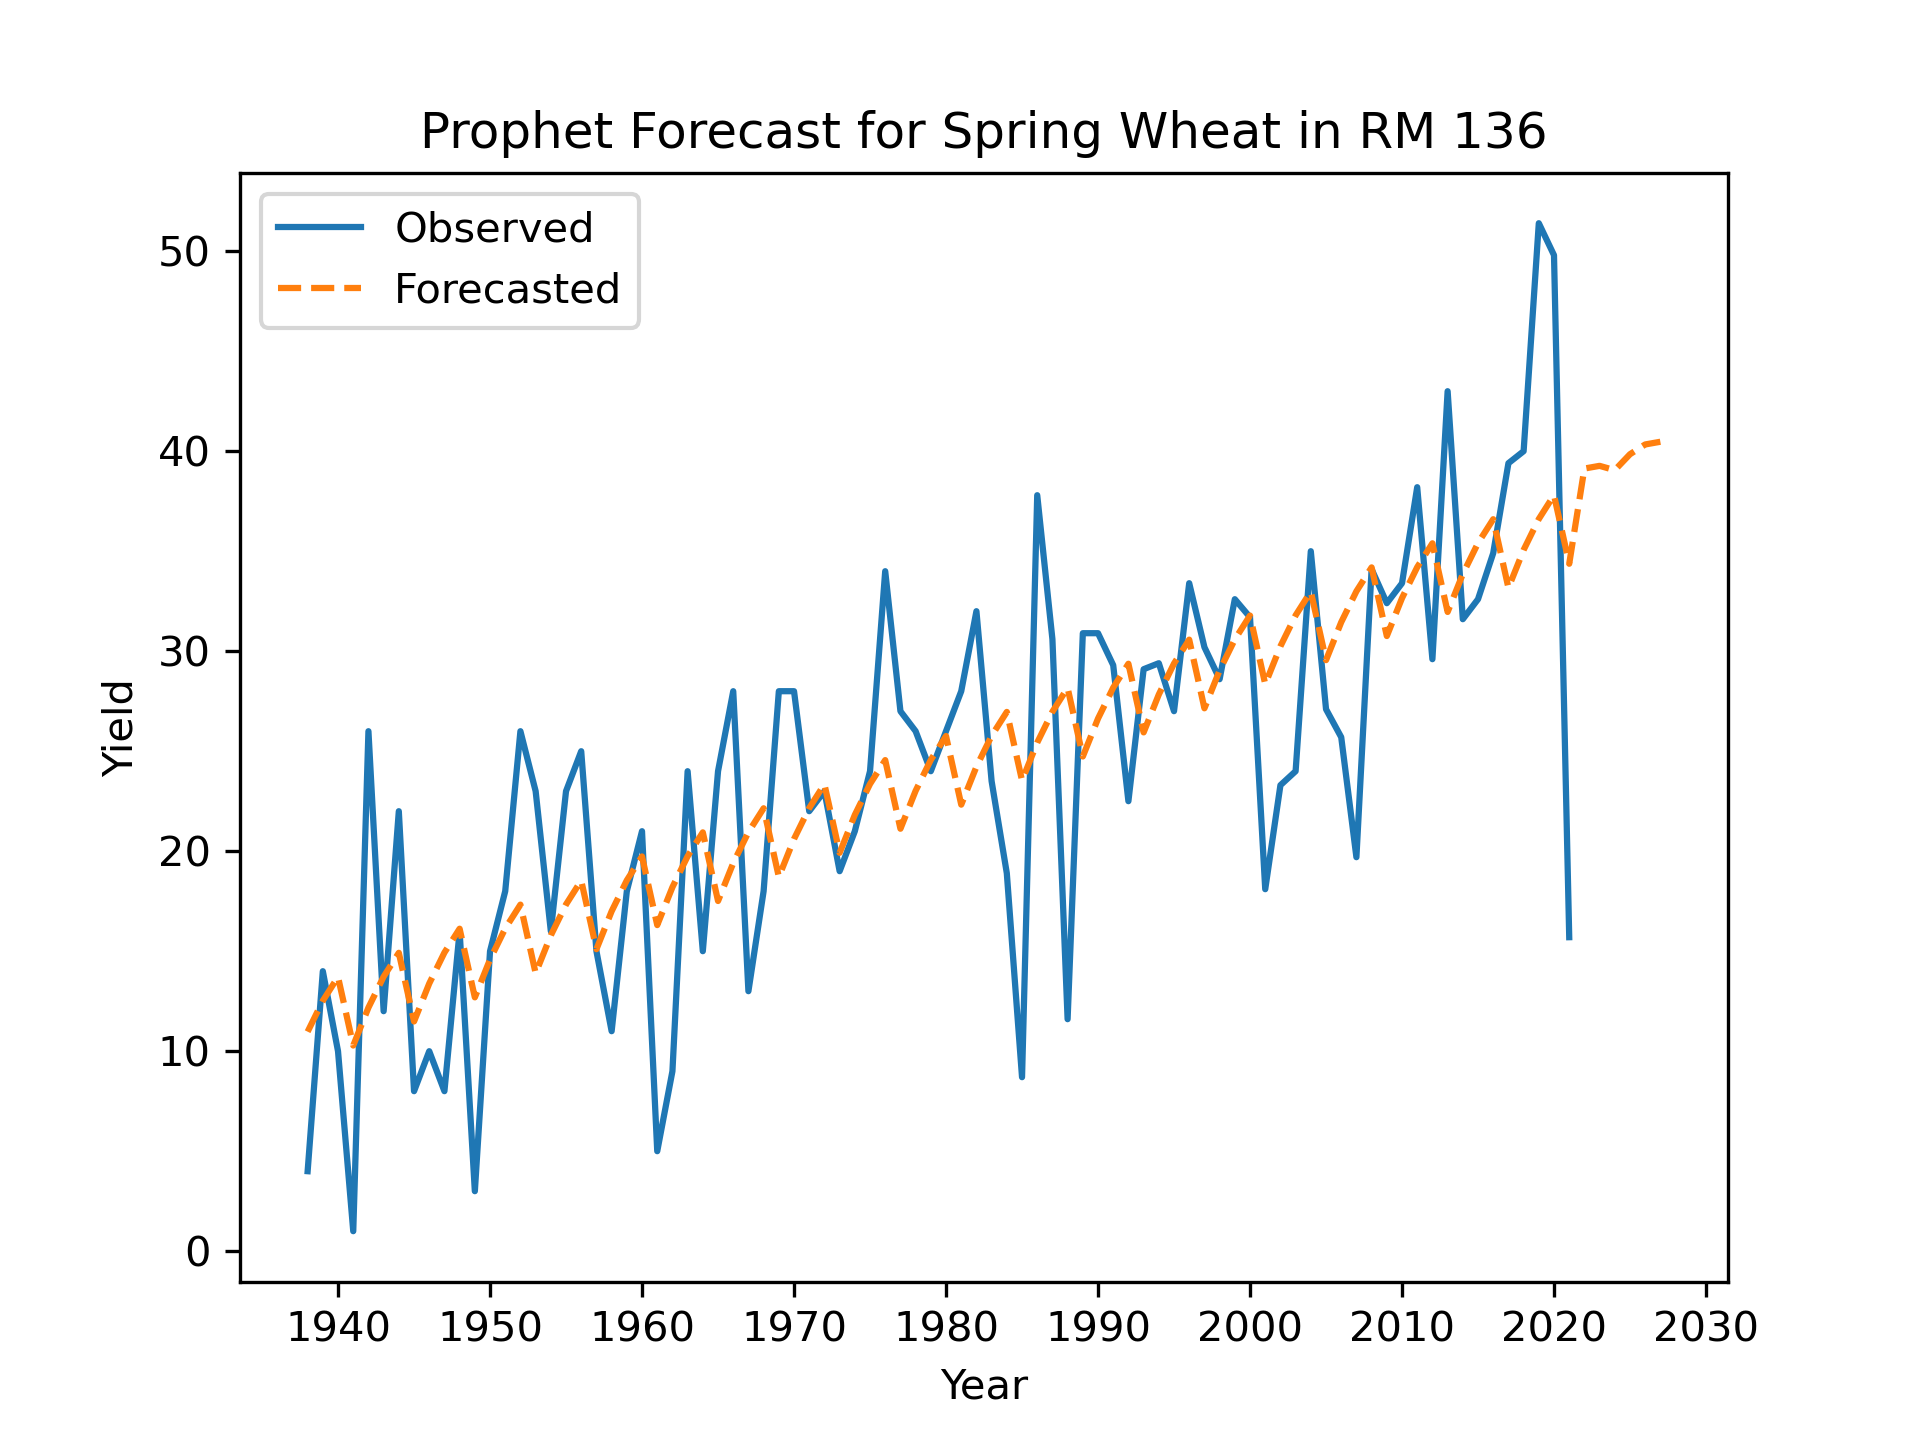 Prophet Forecast for Spring Wheat in RM 136
Observed
Forecasted
50
40
30
20
10
0
Yield
1940 1950 1960 1970 1980 1990 2000 2010 2020 2030
Year